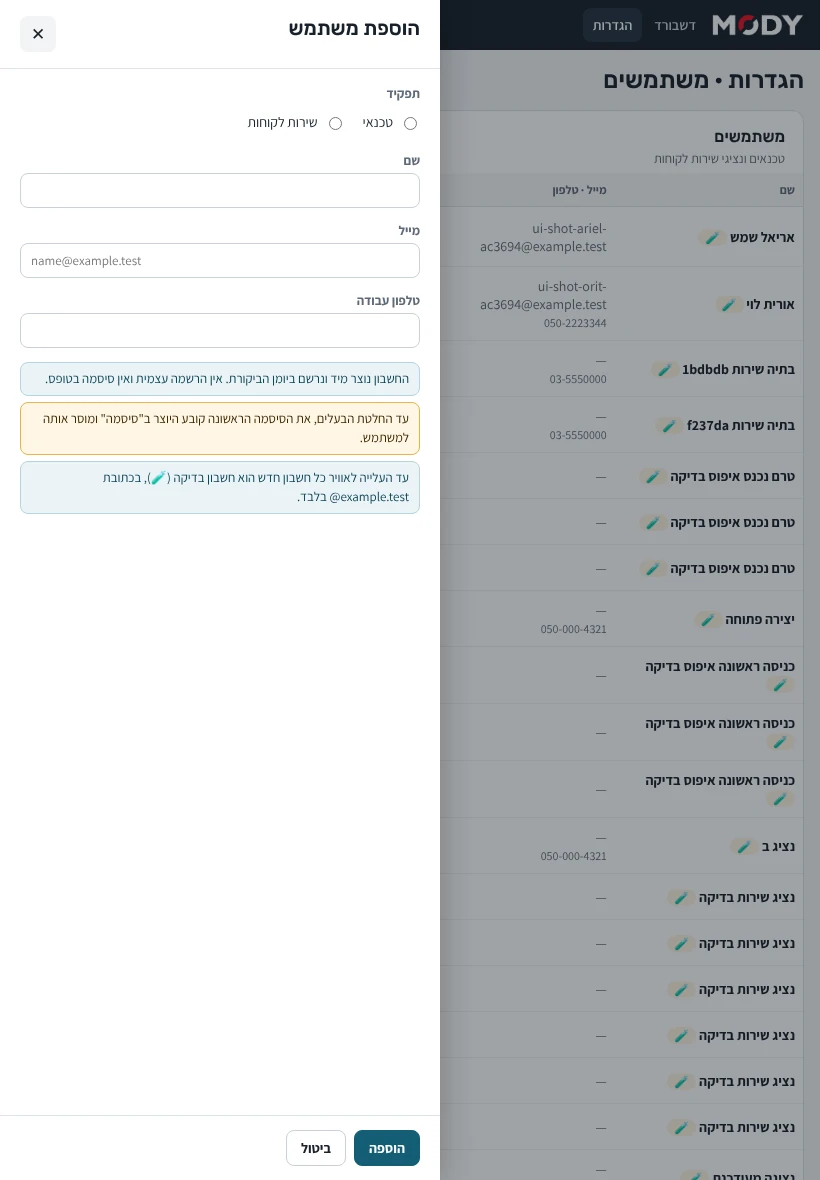 MODY
דשבורד
הגדרות
הגדרות • משתמשים
משתמשים
טכנאים ונציגי שירות לקוחות
שם
מייל · טלפון
אריאל שמש 🧪
ui-shot-ariel-
ac3694@example.test
אורית לוי 🧪
ui-shot-orit-
ac3694@example.test
050-2223344
בתיה שירות 1bdbdb 🧪
—
03-5550000
בתיה שירות f237da 🧪
—
03-5550000
טרם נכנס איפוס בדיקה 🧪
—
טרם נכנס איפוס בדיקה 🧪
—
טרם נכנס איפוס בדיקה 🧪
—
יצירה פתוחה 🧪
—
050-000-4321
כניסה ראשונה איפוס בדיקה
🧪
—
כניסה ראשונה איפוס בדיקה
🧪
—
כניסה ראשונה איפוס בדיקה
🧪
—
נציג ב 🧪
—
050-000-4321
נציג שירות בדיקה 🧪
—
נציג שירות בדיקה 🧪
—
נציג שירות בדיקה 🧪
—
נציג שירות בדיקה 🧪
—
נציג שירות בדיקה 🧪
—
נציג שירות בדיקה 🧪
—
נציגה מעודכנת 🧪
—
הוספת משתמש
✕
תפקיד
טכנאי
שירות לקוחות
שם
מייל
name@example.test
טלפון עבודה
החשבון נוצר מיד ונרשם ביומן הביקורת. אין הרשמה עצמית ואין סיסמה בטופס.
עד החלטת הבעלים, את הסיסמה הראשונה קובע היוצר ב"סיסמה" ומוסר אותה
למשתמש.
עד העלייה לאוויר כל חשבון חדש הוא חשבון בדיקה (🧪), בכתובת
@example.test בלבד.
הוספה
ביטול